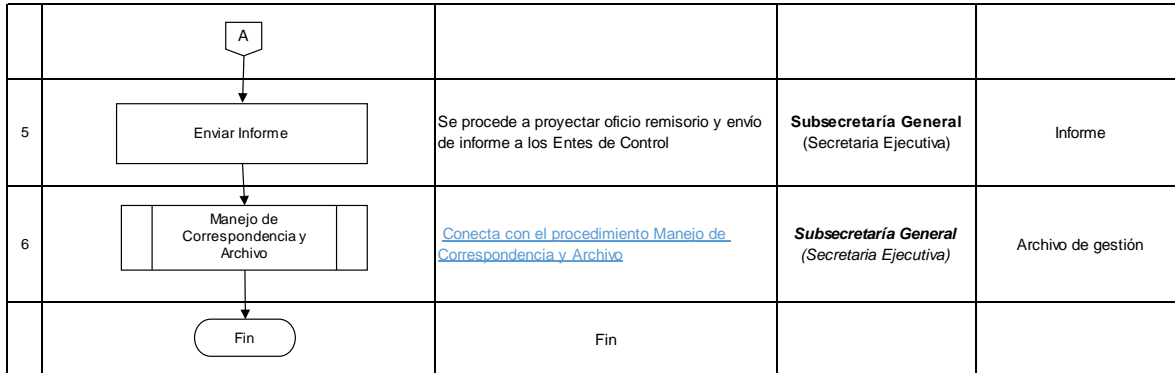 A
5
Enviar Informe
Se procede a proyectar oficio remisorio y envío
de informe a los Entes de Control
Subsecretaría General
(Secretaria Ejecutiva)
Informe
6
Manejo de
Correspondencia y
Archivo
Conecta con el procedimiento Manejo de
Correspondencia y Archivo
Subsecretaría General
(Secretaria Ejecutiva)
Archivo de gestión
Fin
Fin